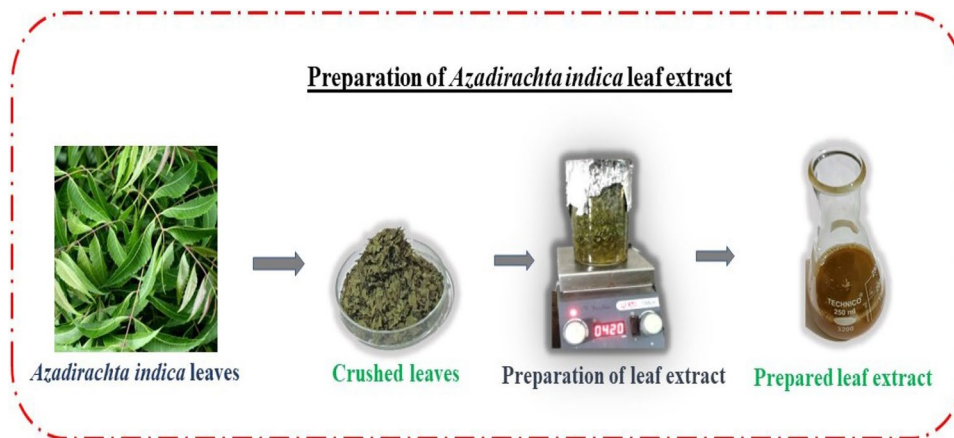 Preparation of Azadirachta indica leaf extract
0420
TECHNICO
250 ml
Azadirachta indica leaves
Crushed leaves
Preparation of leaf extract
Prepared leaf extract